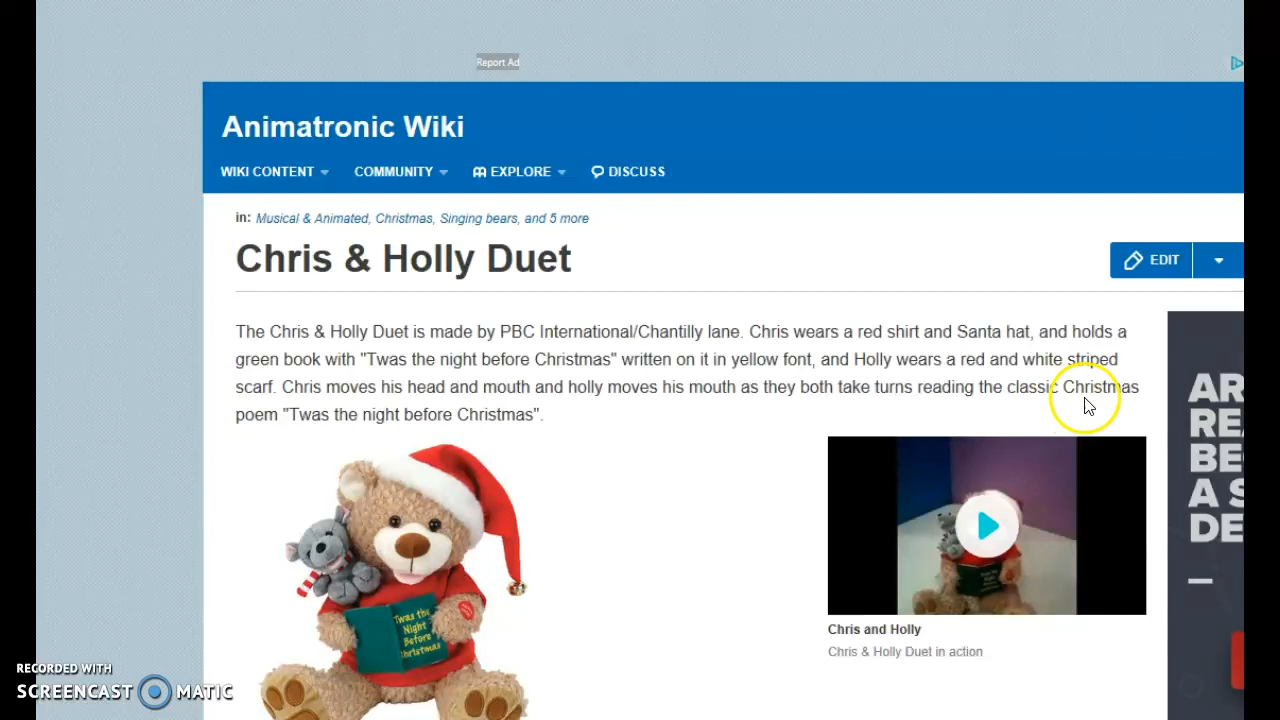 Report Ad
Animatronic Wiki
WIKI CONTENT COMMUNITY EXPLORE DISCUSS
in: Musical & Animated, Christmas, Singing bears, and 5 more
Chris & Holly Duet
EDIT
The Chris & Holly Duet is made by PBC International/Chantilly lane. Chris wears a red shirt and Santa hat, and holds a
green book with "Twas the night before Christmas" written on it in yellow font, and Holly wears a red and white striped
scarf. Chris moves his head and mouth and holly moves his mouth as they both take turns reading the classic Christmas
poem "Twas the night before Christmas".
AR
REA
BE
A S
DE
Twas the
Night
Before
Christmas
Chris and Holly
Chris & Holly Duet in action
RECORDED WITH
SCREENCAST MATIC